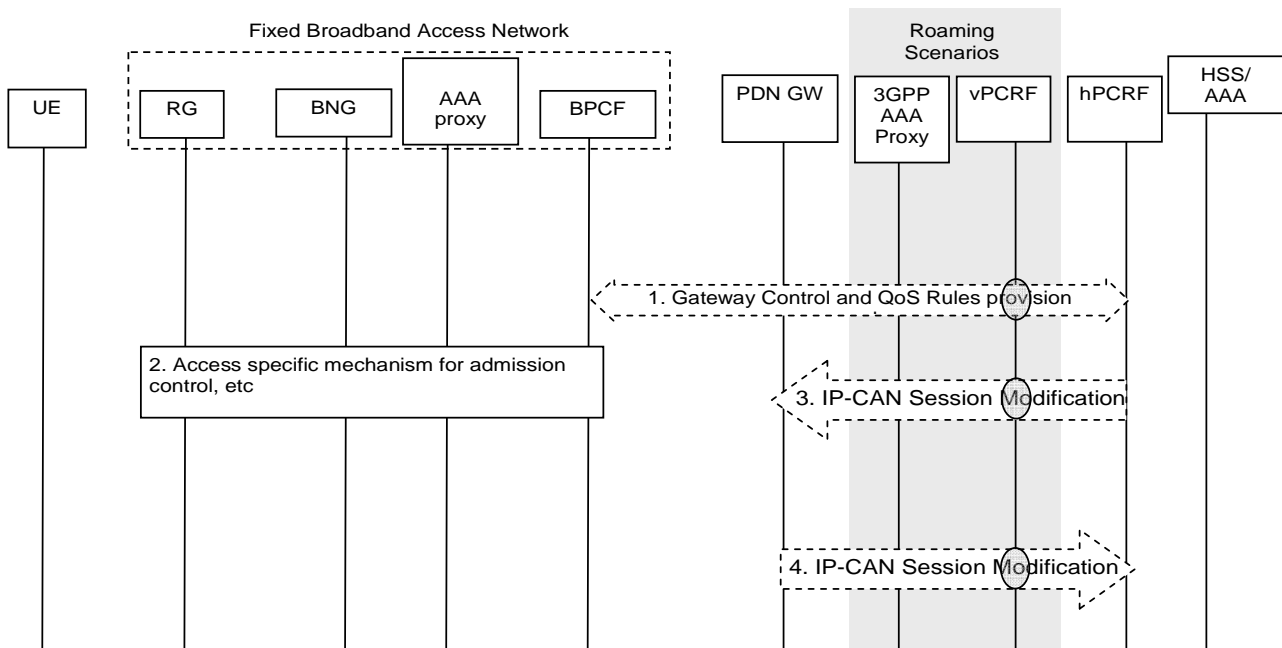 Fixed Broadband Access Network
Roaming
Scenarios
UE
RG
BNG
AAA
proxy
BPCF
PDN GW
3GPP
AAA
Proxy
vPCRF
hPCRF
HSS/
AAA
1. Gateway Control and QoS Rules provision
2. Access specific mechanism for admission
control, etc
3. IP-CAN Session Modification
4. IP-CAN Session Modification